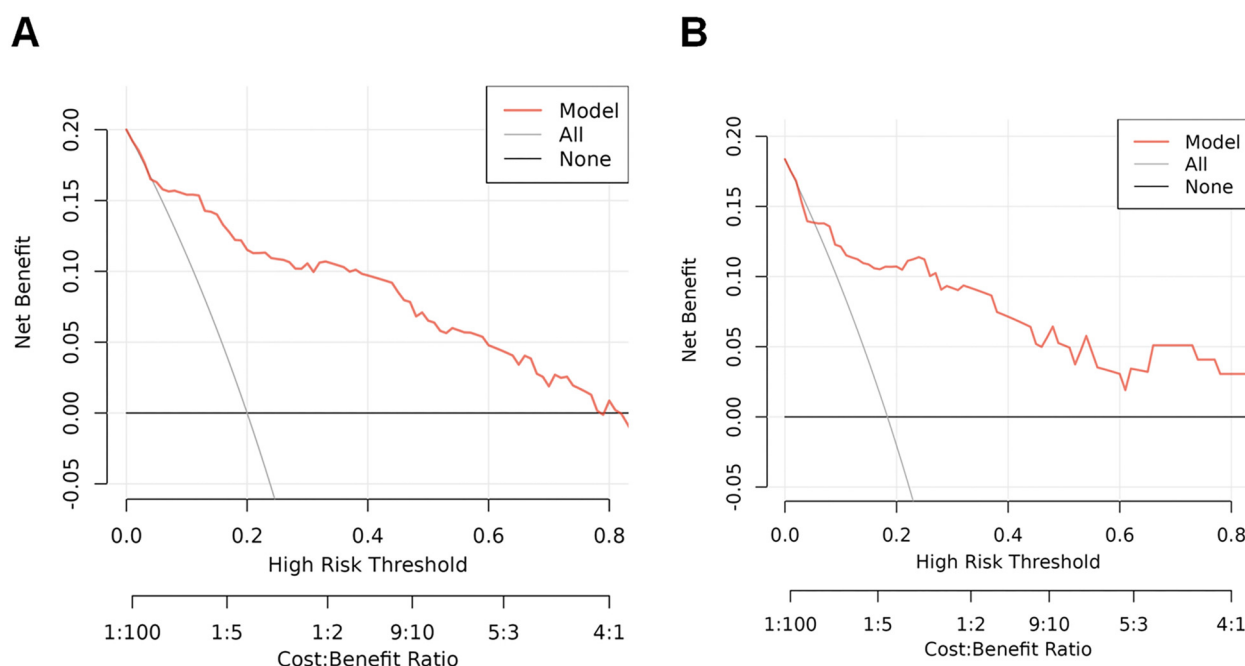 A
Net Benefit
0.20
0.15
0.10
0.05
0.00
-0.05
Model
All
None
0.0 0.2 0.4 0.6 0.8
High Risk Threshold
1:100 1:5 1:2 9:10 5:3 4:1
Cost:Benefit Ratio
B
Net Benefit
0.20
0.15
0.10
0.05
0.00
-0.05
Model
All
None
0.0 0.2 0.4 0.6 0.8
High Risk Threshold
1:100 1:5 1:2 9:10 5:3 4:1
Cost:Benefit Ratio